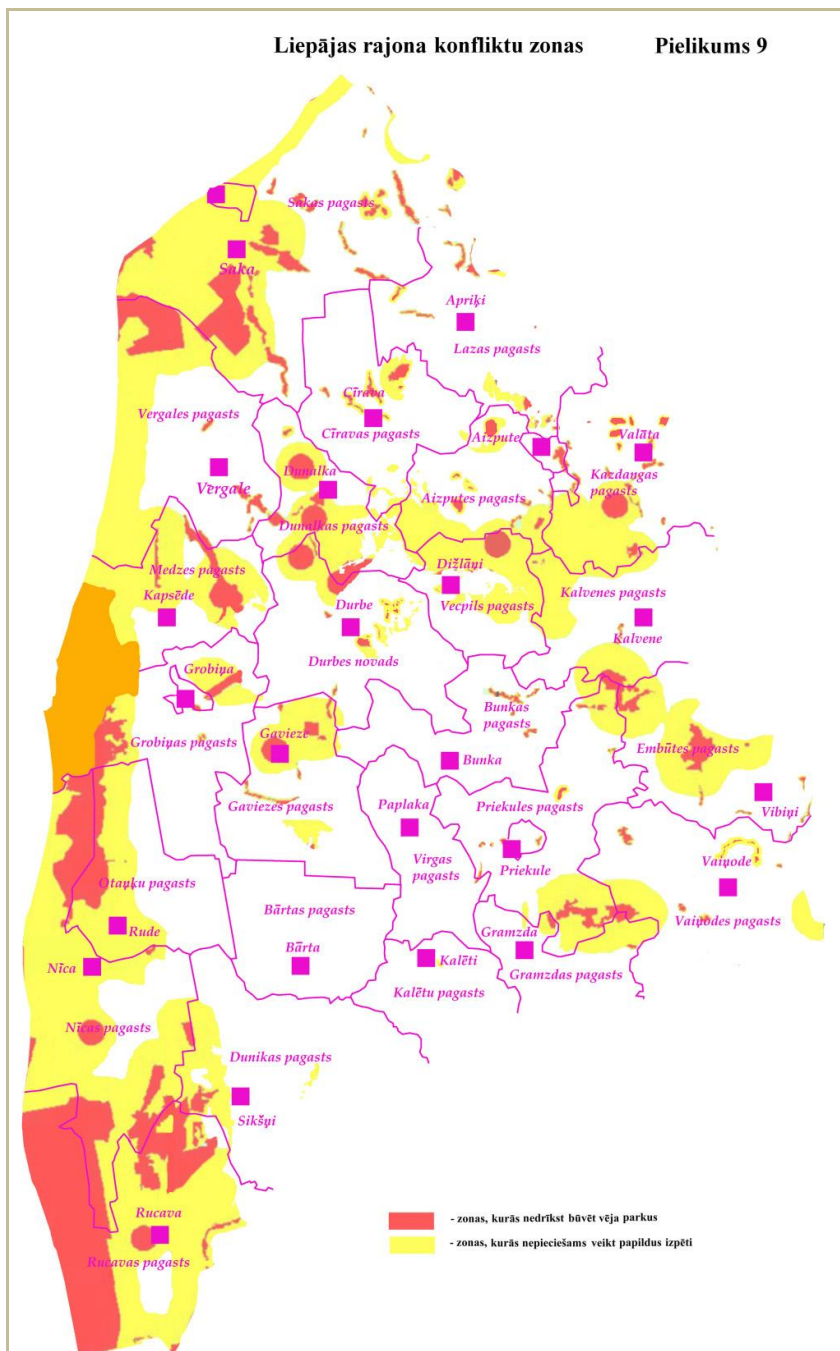 Liepājas rajona konfliktu zonas
Pielikums 9
Sakas pagasts
Saka
Apriķi
Lazas pagasts
Cīrava
Vergales pagasts
Cīravas pagasts
Aizpute
Valāta
Vērgale
Dunalka
Aizputes pagasts
Kazdangas
pagasts
Dunalkas pagasts
Medzes pagasts
Dižlāņi
Kapsēde
Durbe
Vecpils pagasts
Kalvenes pagasts
Kalvene
Durbes novads
Grobiņa
Bunkas
pagasts
Grobiņas pagasts
Gavieze
Bunka
Embūtes pagasts
Gaviezes pagasts
Paplaka
Priekules pagasts
Vibiņi
Virgas
pagasts
Priekule
Vaiņode
Otaņķu pagasts
Bārtas pagasts
Vaiņodes pagasts
Rude
Bārta
Gramzda
Nīca
Kalēti
Gramzdas pagasts
Kalētu pagasts
Nīcas pagasts
Dunikas pagasts
Sikšņi
Rucava
Rucavas pagasts
- zonas, kurās nedrīkst būvēt vēja parkus
- zonas, kurās nepieciešams veikt papildus izpēti